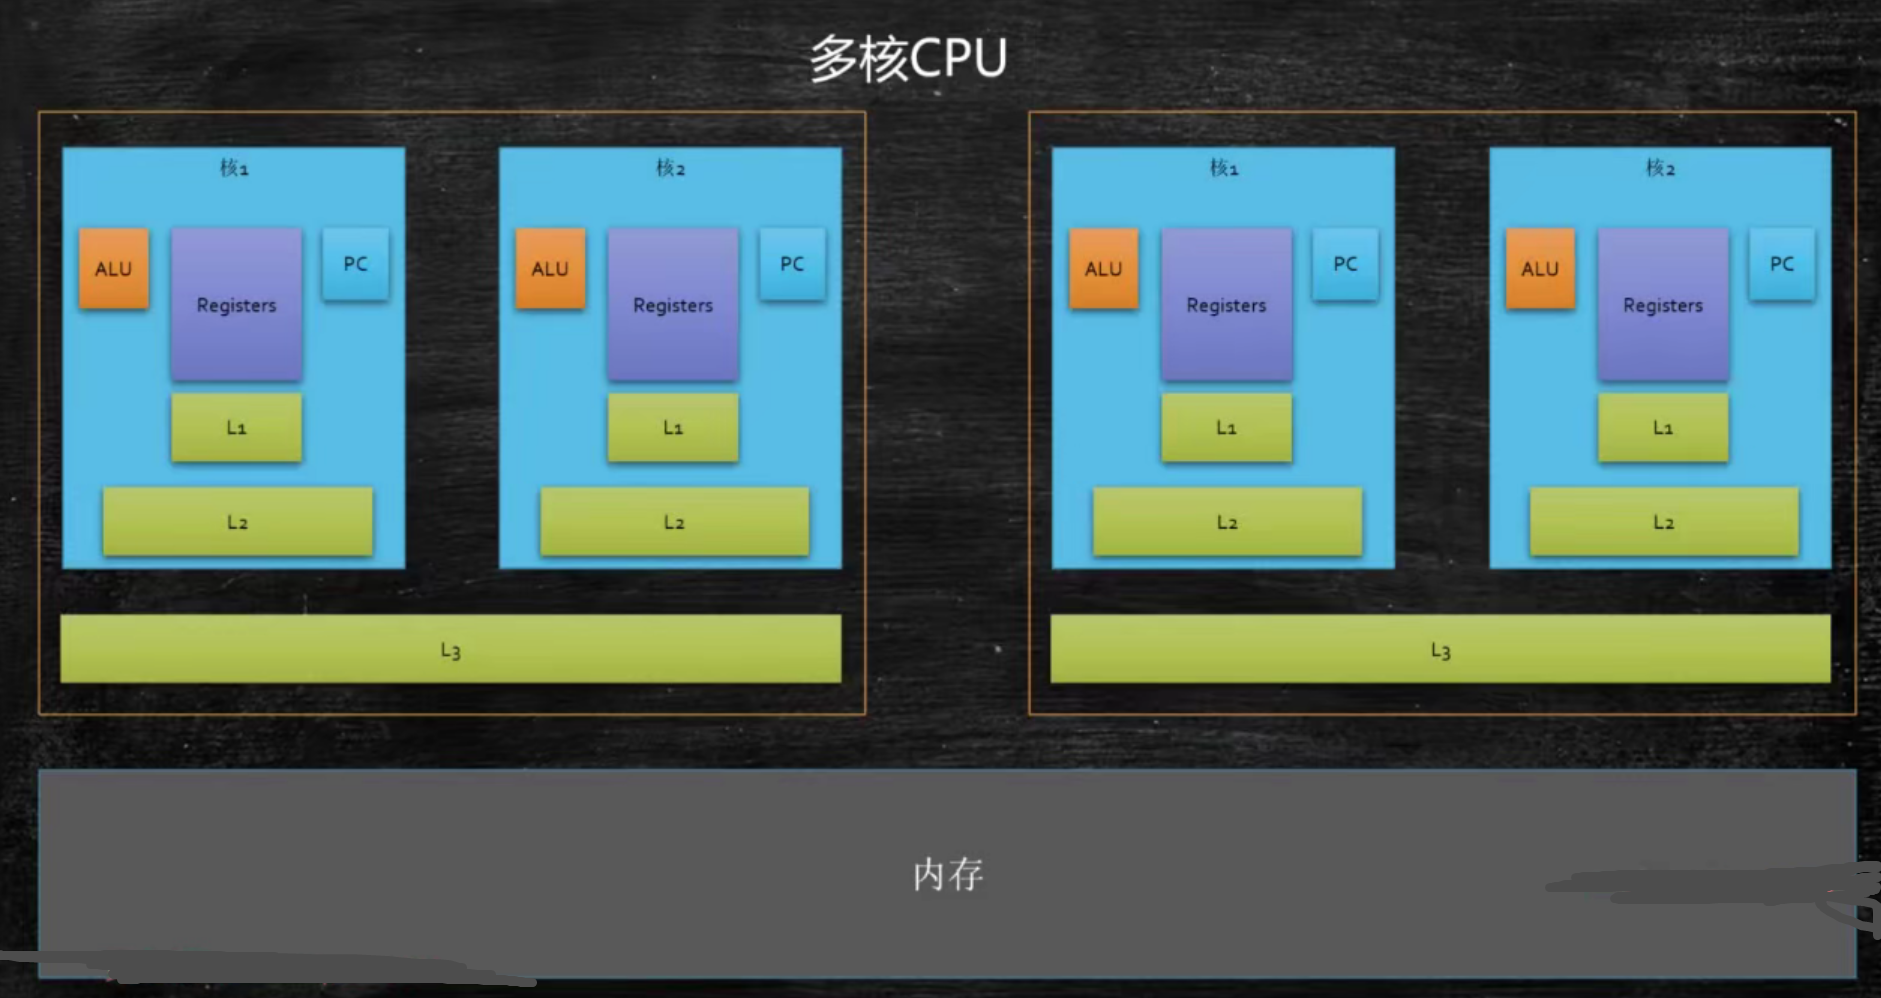 多核CPU
核1
核2
核1
核2
ALU
Registers
PC
ALU
Registers
PC
ALU
Registers
PC
ALU
Registers
PC
L1
L1
L1
L1
L2
L2
L2
L2
L3
L3
内存